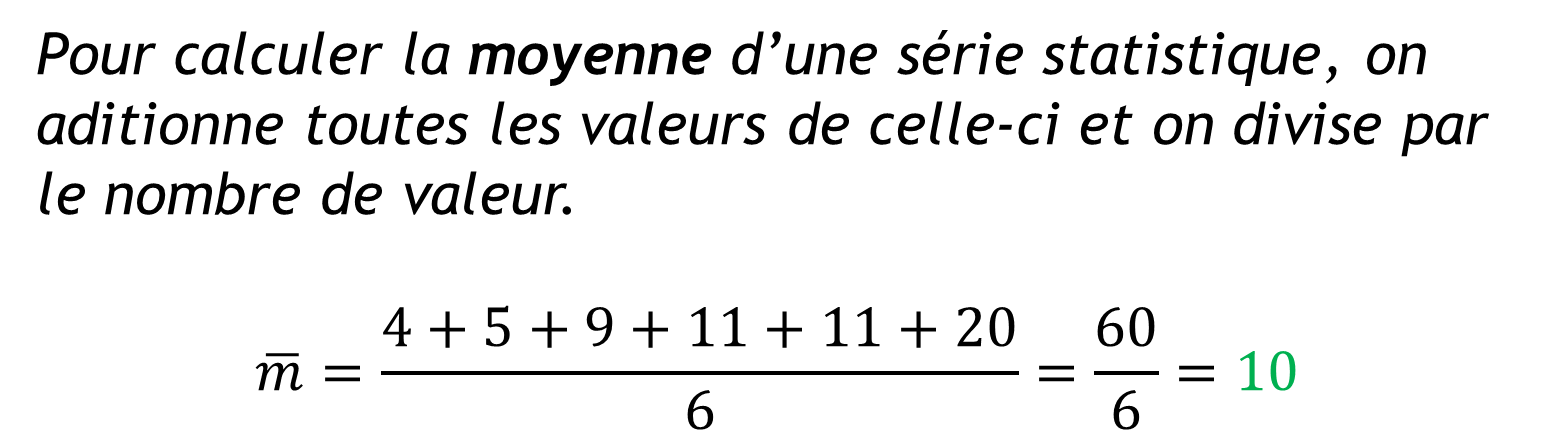 Pour calculer la moyenne d’une série statistique, on
aditionne toutes les valeurs de celle-ci et on divise par
le nombre de valeur.
m̅ = (4 + 5 + 9 + 11 + 11 + 20)/6 = 60/6 = 10